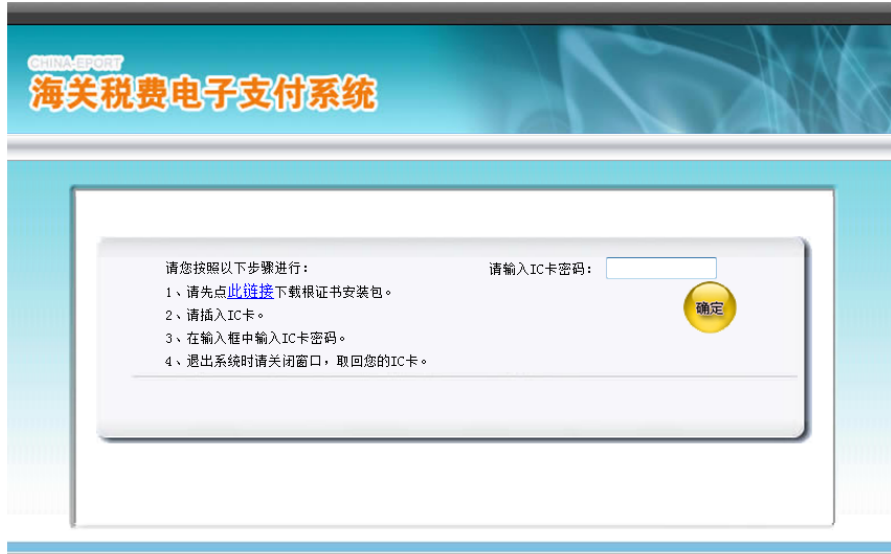 CHINA-EPORT
海关税费电子支付系统
请您按照以下步骤进行：
请输入IC卡密码：
1、请先点此链接下载根证书安装包。
确定
2、请插入IC卡。
3、在输入框中输入IC卡密码。
4、退出系统时请关闭窗口，取回您的IC卡。